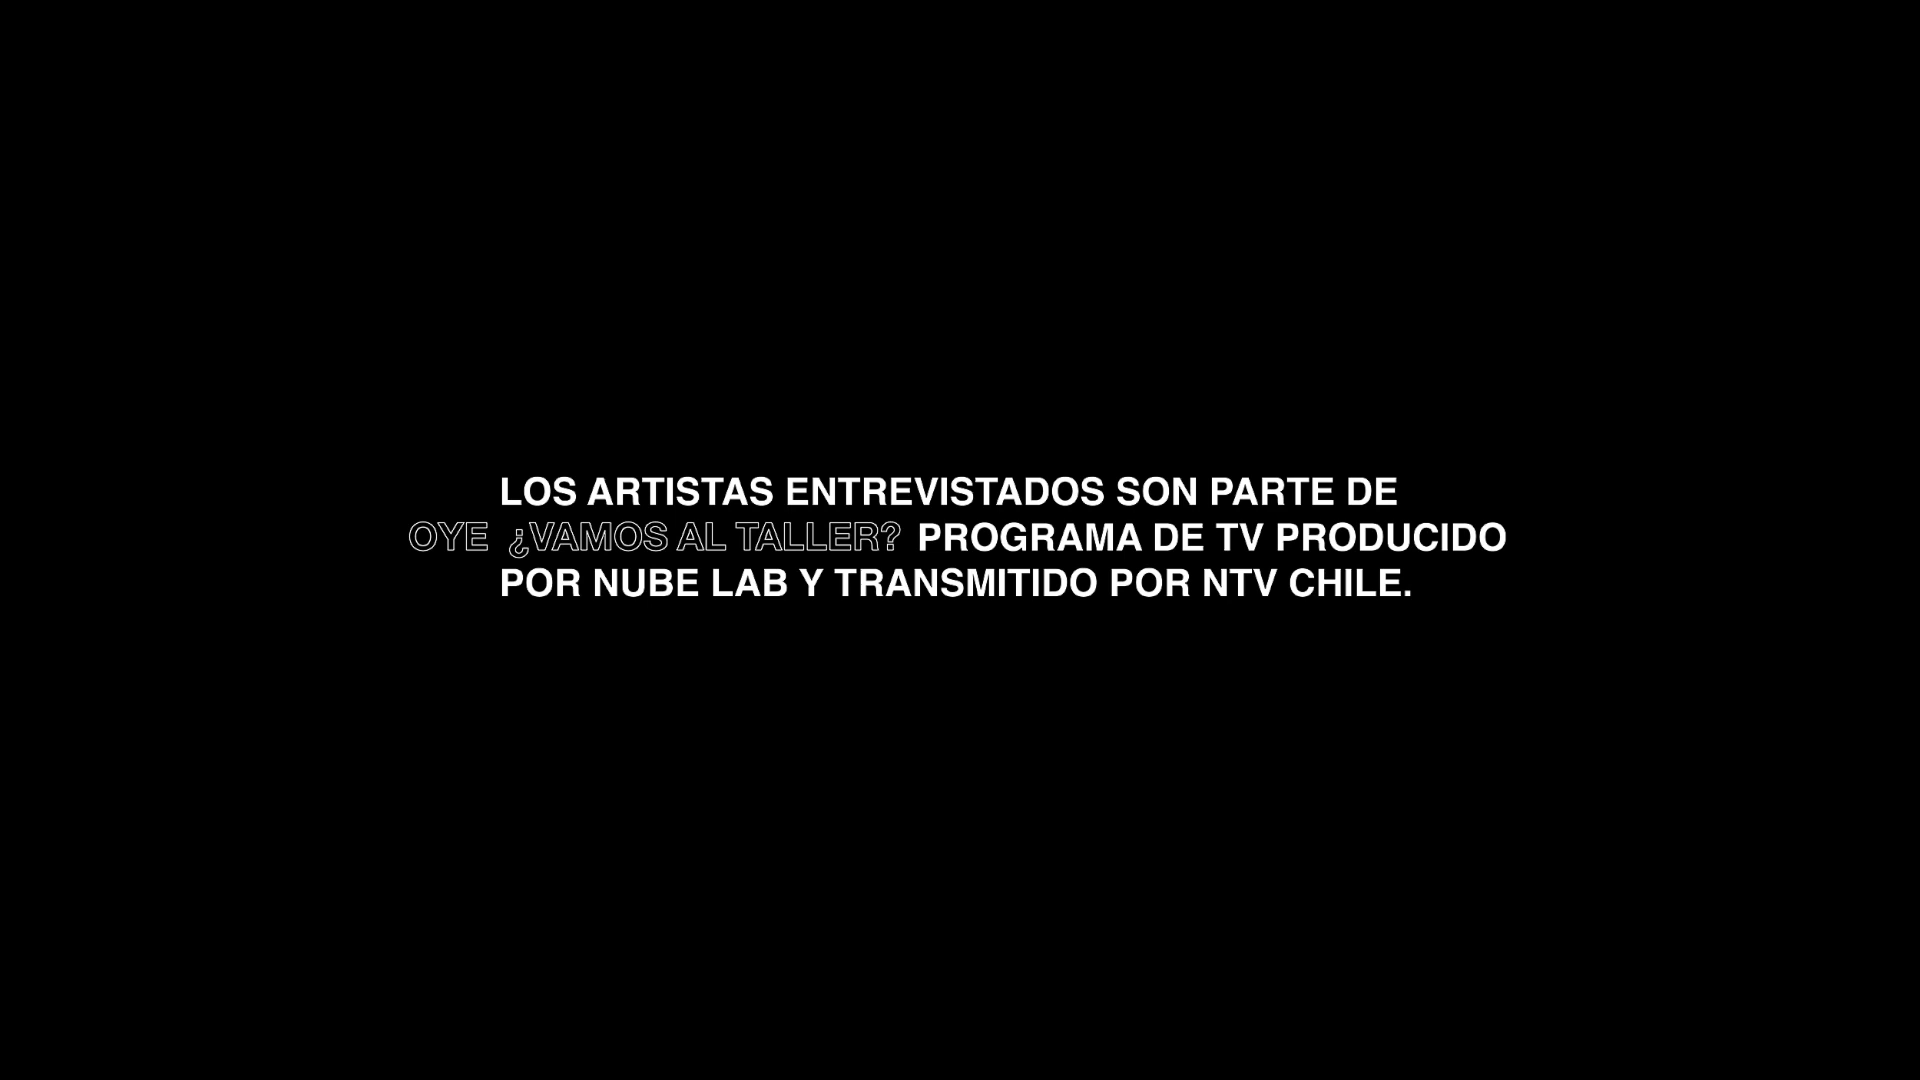 LOS ARTISTAS ENTREVISTADOS SON PARTE DE
OYE ¿VAMOS AL TALLER? PROGRAMA DE TV PRODUCIDO
POR NUBE LAB Y TRANSMITIDO POR NTV CHILE.